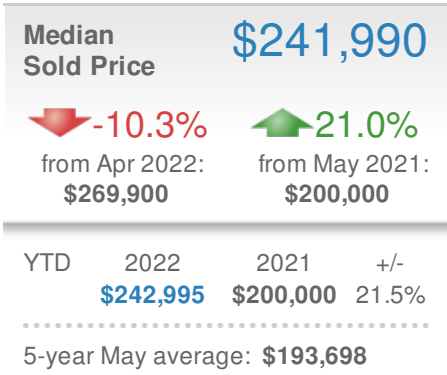 Median $241,990
Sold Price
-10.3% 21.0%
from Apr 2022: from May 2021:
$269,900 $200,000
YTD 2022 2021 +/-
$242,995 $200,000 21.5%
5-year May average: $193,698